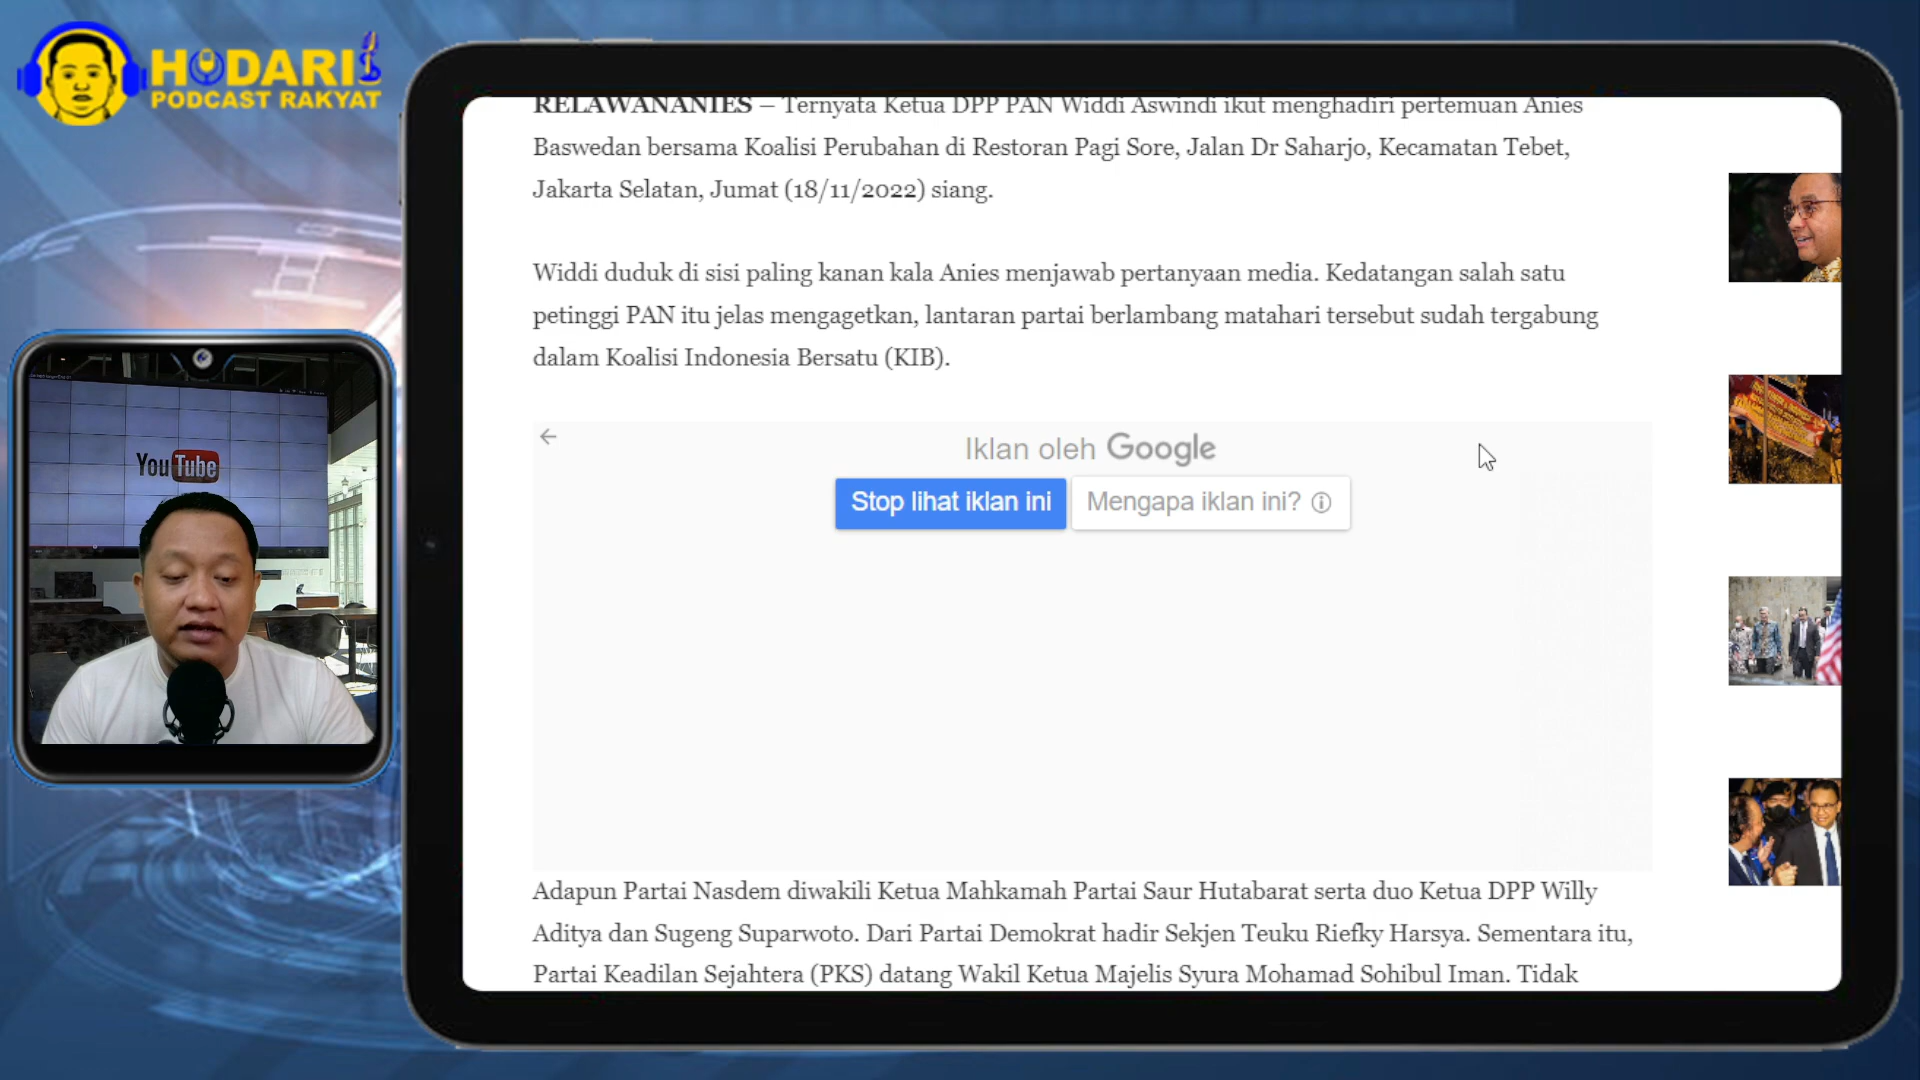 HODARI
PODCAST RAKYAT
RELAWANANIES – Ternyata Ketua DPP PAN Widdi Aswindi ikut menghadiri pertemuan Anies
Baswedan bersama Koalisi Perubahan di Restoran Pagi Sore, Jalan Dr Saharjo, Kecamatan Tebet,
Jakarta Selatan, Jumat (18/11/2022) siang.
Widdi duduk di sisi paling kanan kala Anies menjawab pertanyaan media. Kedatangan salah satu
petinggi PAN itu jelas mengagetkan, lantaran partai berlambang matahari tersebut sudah tergabung
dalam Koalisi Indonesia Bersatu (KIB).
Iklan oleh Google
Stop lihat iklan ini
Mengapa iklan ini?
YouTube
Adapun Partai Nasdem diwakili Ketua Mahkamah Partai Saur Hutabarat serta duo Ketua DPP Willy
Aditya dan Sugeng Suparwoto. Dari Partai Demokrat hadir Sekjen Teuku Riefky Harsya. Sementara itu,
Partai Keadilan Sejahtera (PKS) datang Wakil Ketua Majelis Syura Mohamad Sohibul Iman. Tidak